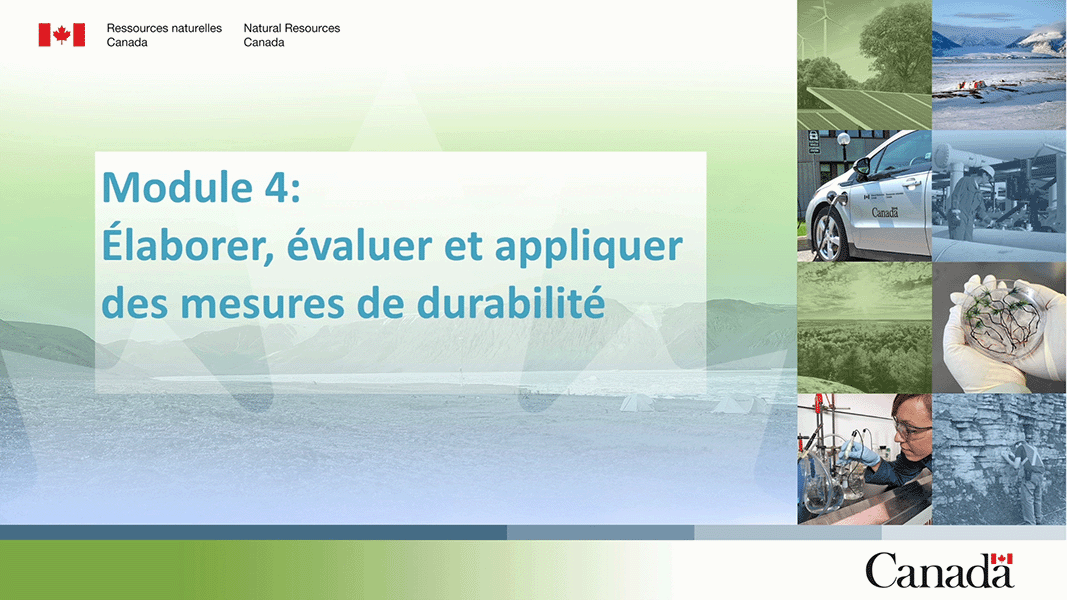 Ressources naturelles
Canada
Natural Resources
Canada
Module 4:
Élaborer, évaluer et appliquer
des mesures de durabilité
Canada
Canada